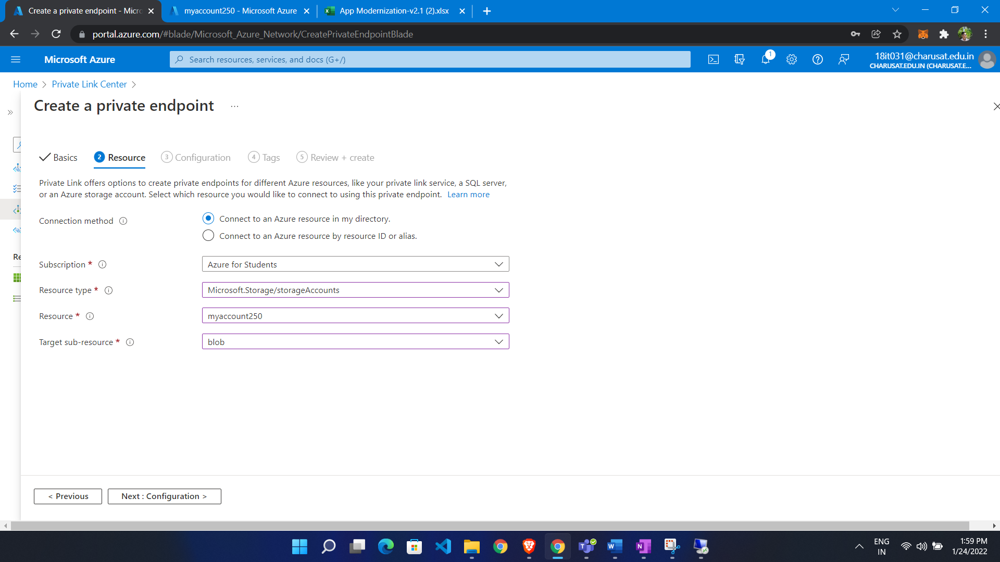 Create a private endpoint - Micro
myaccount250 - Microsoft Azure
App Modernization-v2.1 (2).xlsx
portal.azure.com/#blade/Microsoft_Azure_Network/CreatePrivateEndpointBlade
Microsoft Azure
Search resources, services, and docs (G+/)
1
18it031@charusat.edu.in
CHARUSAT.EDU.IN (CHARUSAT.E...
Home > Private Link Center >
Create a private endpoint ...
Basics
2 Resource
3 Configuration
4 Tags
5 Review + create
Private Link offers options to create private endpoints for different Azure resources, like your private link service, a SQL server,
or an Azure storage account. Select which resource you would like to connect to using this private endpoint. Learn more
Connection method
Connect to an Azure resource in my directory.
Connect to an Azure resource by resource ID or alias.
Re
Subscription *
Azure for Students
Resource type *
Microsoft.Storage/storageAccounts
Resource *
myaccount250
Target sub-resource *
blob
< Previous
Next : Configuration >
ENG
IN
1:59 PM
1/24/2022